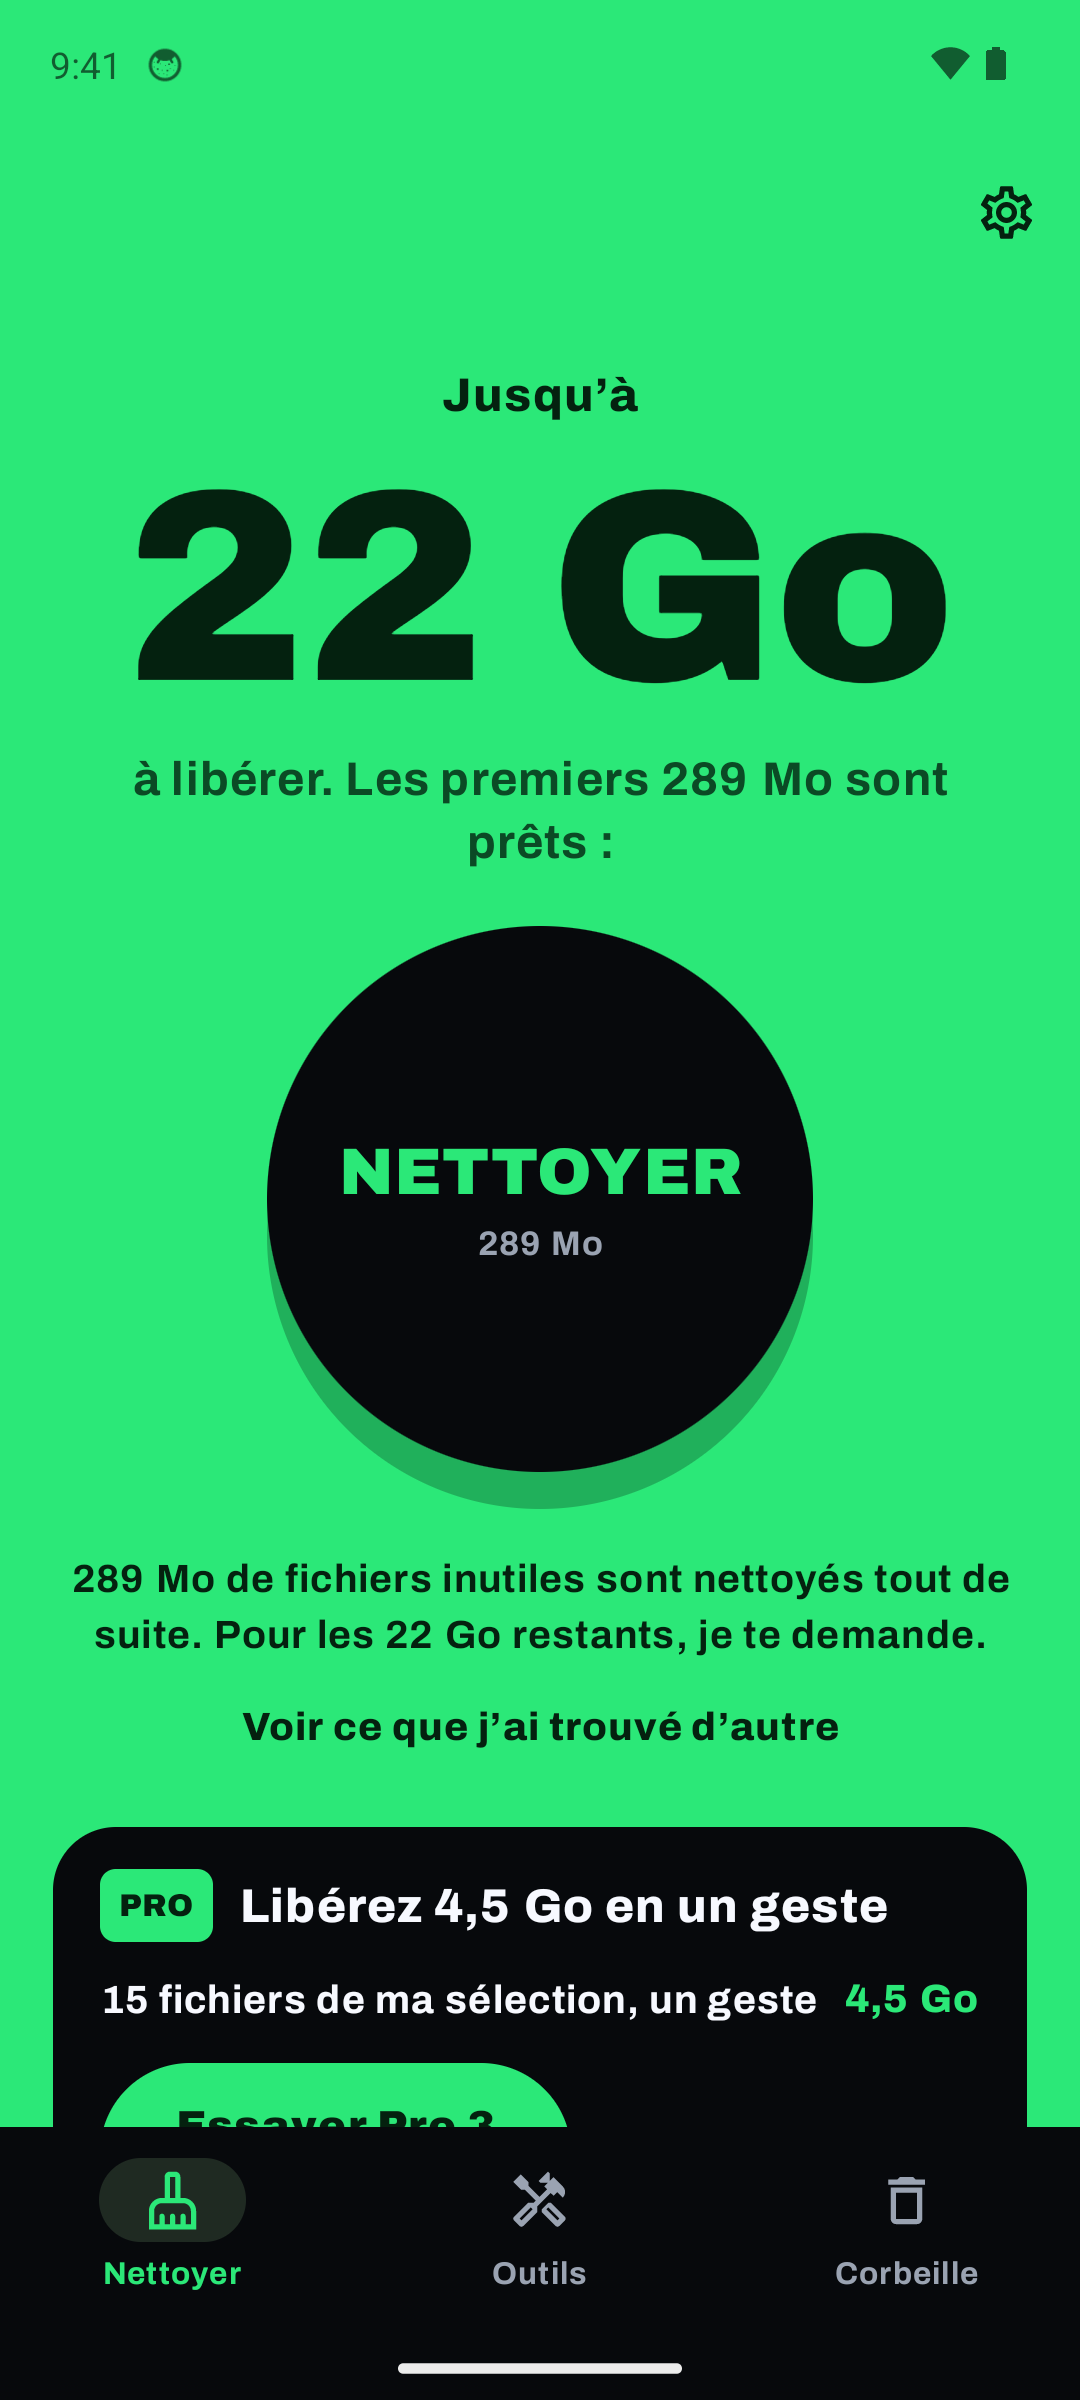 9:41
Jusqu’à
22 Go
à libérer. Les premiers 289 Mo sont
prêts :
NETTOYER
289 Mo
289 Mo de fichiers inutiles sont nettoyés tout de
suite. Pour les 22 Go restants, je te demande.
Voir ce que j’ai trouvé d’autre
PRO Libérez 4,5 Go en un geste
15 fichiers de ma sélection, un geste 4,5 Go
Essayer Pro 3
Nettoyer Outils Corbeille